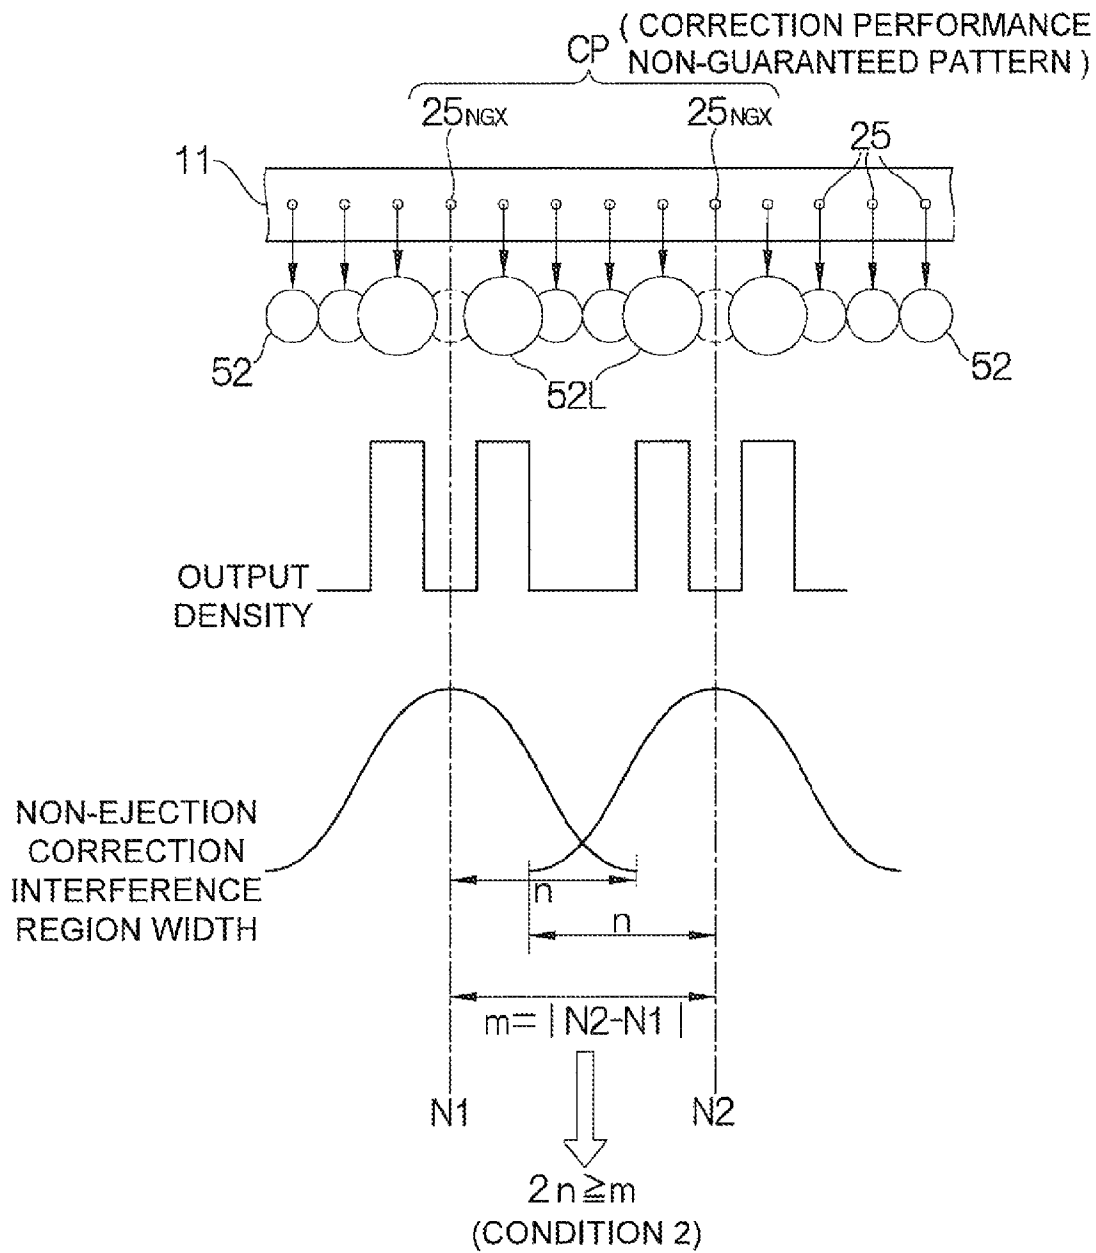 CP
( CORRECTION PERFORMANCE
NON-GUARANTEED PATTERN )
25NGX
25NGX
25
11
52
52L
52
OUTPUT
DENSITY
NON-EJECTION
CORRECTION
INTERFERENCE
REGION WIDTH
n
n
m= | N2-N1 |
N1
N2
2n≧m
(CONDITION 2)